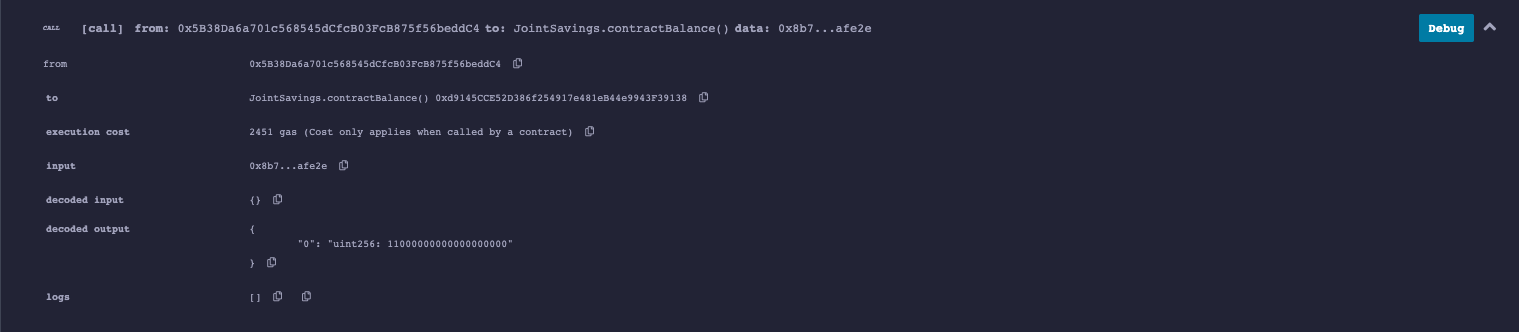 CALL [call] from: 0x5B38Da6a701c568545dCfcB03FcB875f56beddC4 to: JointSavings.contractBalance() data: 0x8b7...afe2e Debug
from 0x5B38Da6a701c568545dCfcB03FcB875f56beddC4
to JointSavings.contractBalance() 0xd9145CCE52D386f254917e481eB44e9943F39138
execution cost 2451 gas (Cost only applies when called by a contract)
input 0x8b7...afe2e
decoded input {}
decoded output {
"0": "uint256: 11000000000000000000"
}
logs []